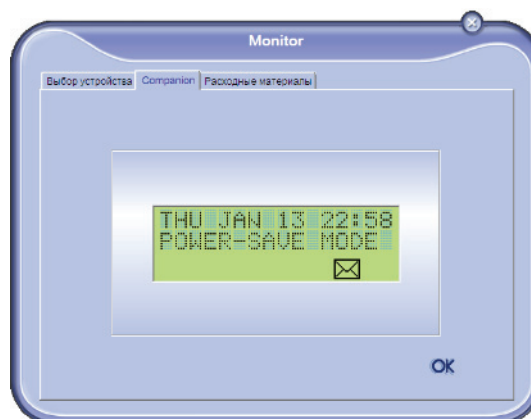 Monitor
Выбор устройства Companion Расходные материалы
THU JAN 13 22:58
POWER-SAVE MODE
OK